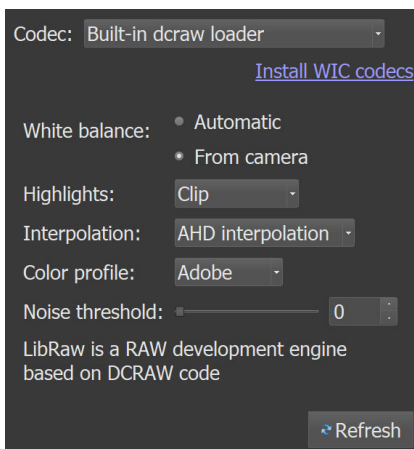 Codec: Built-in dcraw loader
Install WIC codecs
White balance: Automatic
From camera
Highlights: Clip
Interpolation: AHD interpolation
Color profile: Adobe
Noise threshold: 0
LibRaw is a RAW development engine
based on DCRAW code
Refresh